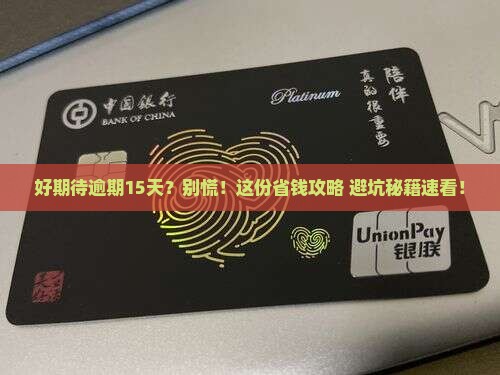 中国银行
BANK OF CHINA
Platinum
陪伴
真的很重要
好期待逾期15天？别慌！这份省钱攻略 避坑秘籍速看！
UnionPay
银联